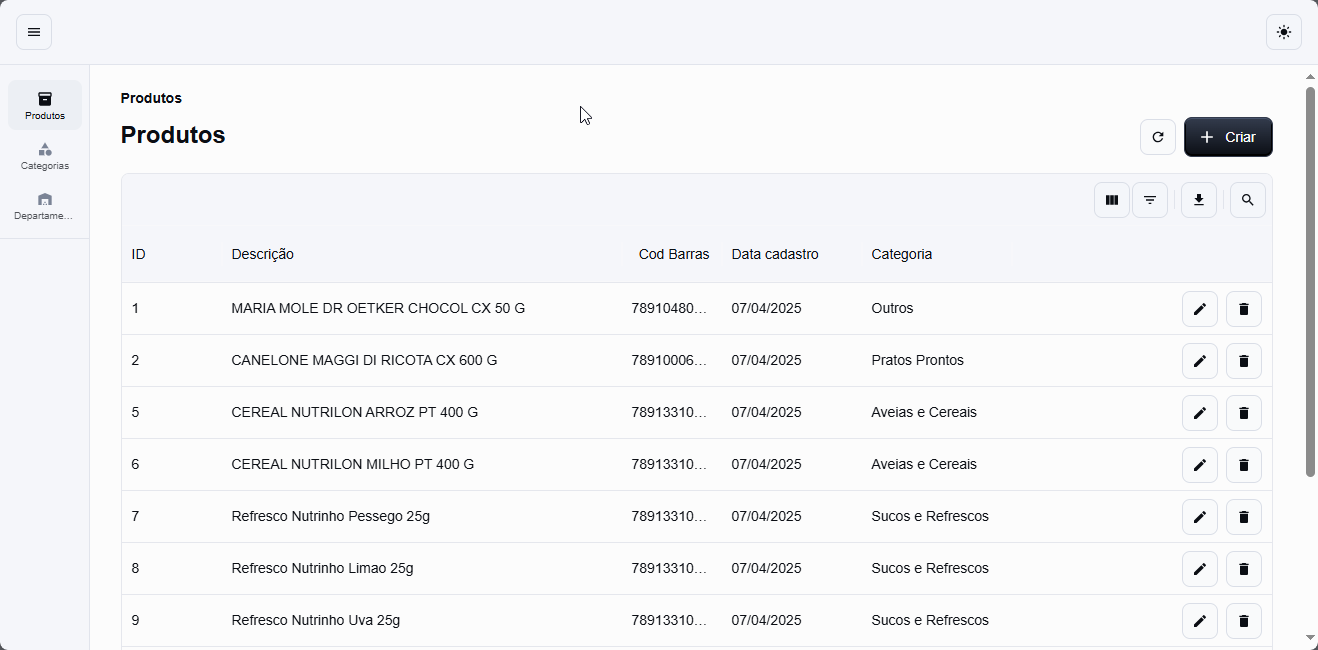 Produtos
Categorias
Departame...
Produtos
Produtos
Criar
ID Descrição Cod Barras Data cadastro Categoria
1 MARIA MOLE DR OETKER CHOCOL CX 50 G 78910480... 07/04/2025 Outros
2 CANELONE MAGGI DI RICOTA CX 600 G 78910006... 07/04/2025 Pratos Prontos
5 CEREAL NUTRILON ARROZ PT 400 G 78913310... 07/04/2025 Aveias e Cereais
6 CEREAL NUTRILON MILHO PT 400 G 78913310... 07/04/2025 Aveias e Cereais
7 Refresco Nutrinho Pessego 25g 78913310... 07/04/2025 Sucos e Refrescos
8 Refresco Nutrinho Limao 25g 78913310... 07/04/2025 Sucos e Refrescos
9 Refresco Nutrinho Uva 25g 78913310... 07/04/2025 Sucos e Refrescos